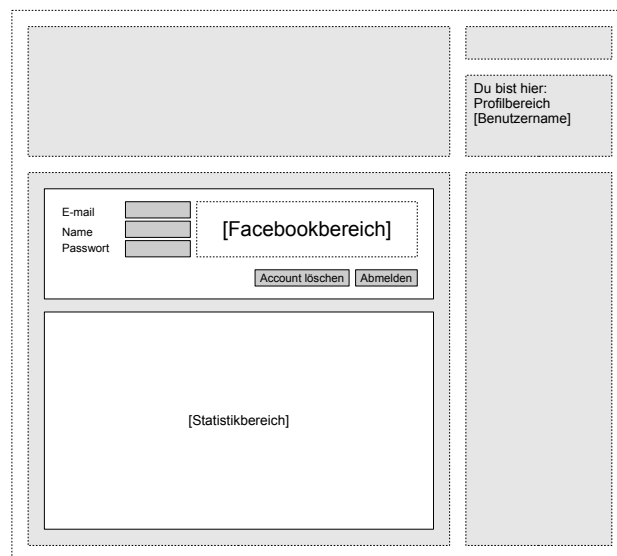 Du bist hier:
Profilbereich
[Benutzername]
E-mail
Name
Passwort
[Facebookbereich]
Account löschen
Abmelden
[Statistikbereich]